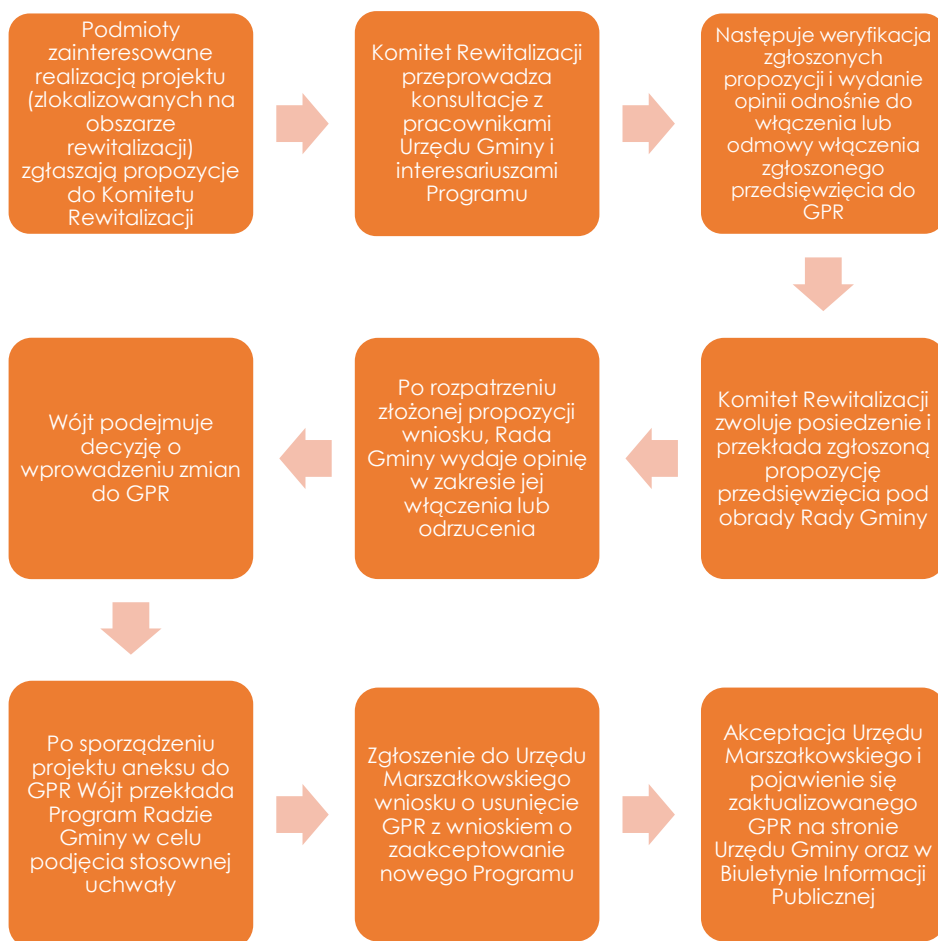 Podmioty
zainteresowane
realizacją projektu
(zlokalizowanych na
obszarze
rewitalizacji)
zgłaszają propozycje
do Komitetu
Rewitalizacji
Komitet Rewitalizacji
przeprowadza
konsultacje z
pracownikami
Urzędu Gminy i
interesariuszami
Programu
Następuje weryfikacja
zgłoszonych
propozycji i wydanie
opinii odnośnie do
włączenia lub
odmowy włączenia
zgłoszonego
przedsięwzięcia do
GPR
Komitet Rewitalizacji
zwoluje posiedzenie i
przekłada zgłoszoną
propozycję
przedsięwzięcia pod
obrady Rady Gminy
Po rozpatrzeniu
złożonej propozycji
wniosku, Rada
Gminy wydaje opinię
w zakresie jej
włączenia lub
odrzucenia
Wójt podejmuje
decyzję o
wprowadzeniu zmian
do GPR
Po sporządzeniu
projektu aneksu do
GPR Wójt przekłada
Program Radzie
Gminy w celu
podjęcia stosownej
uchwały
Zgłoszenie do Urzędu
Marszałkowskiego
wniosku o usunięcie
GPR z wnioskiem o
zaakceptowanie
nowego Programu
Akceptacja Urzędu
Marszałkowskiego i
pojawienie się
zaktualizowanego
GPR na stronie
Urzędu Gminy oraz w
Biuletynie Informacji
Publicznej